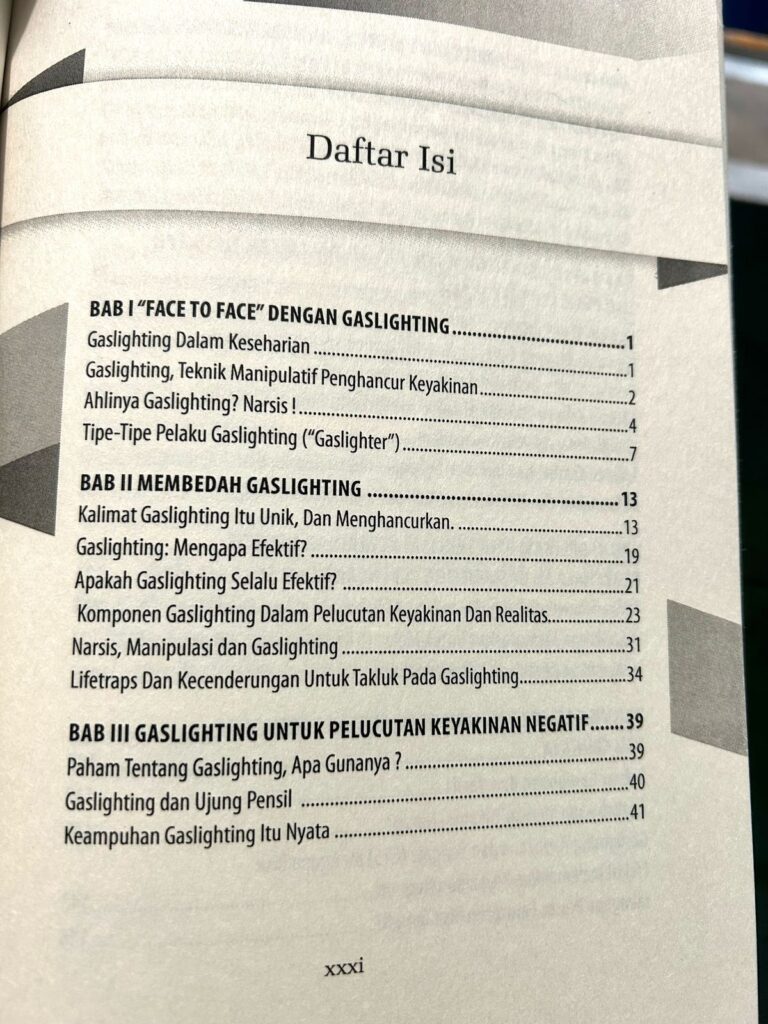 Daftar Isi
BAB I “FACE TO FACE” DENGAN GASLIGHTING.......................................1
Gaslighting Dalam Keseharian .......................................................................1
Gaslighting, Teknik Manipulatif Penghancur Keyakinan..................................2
Ahlinya Gaslighting? Narsis !..........................................................................4
Tipe-Tipe Pelaku Gaslighting (“Gaslighter”)....................................................7
BAB II MEMBEDAH GASLIGHTING .........................................................13
Kalimat Gaslighting Itu Unik, Dan Menghancurkan. ......................................13
Gaslighting: Mengapa Efektif? .....................................................................19
Apakah Gaslighting Selalu Efektif? ...............................................................21
Komponen Gaslighting Dalam Pelucutan Keyakinan Dan Realitas..................23
Narsis, Manipulasi dan Gaslighting ...............................................................31
Lifetraps Dan Kecenderungan Untuk Takluk Pada Gaslighting.........................34
BAB III GASLIGHTING UNTUK PELUCUTAN KEYAKINAN NEGATIF.......39
Paham Tentang Gaslighting, Apa Gunanya ? .................................................39
Gaslighting dan Ujung Pensil .......................................................................40
Keampuhan Gaslighting Itu Nyata ................................................................41
xxxi